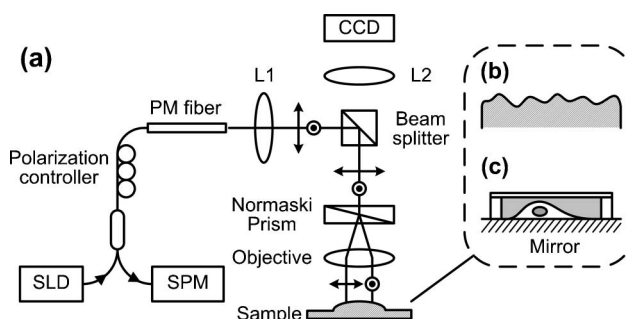 CCD
(a)
L1
L2
(b)
PM fiber
Beam
splitter
Polarization
controller
(c)
Normaski
Prism
Mirror
Objective
SLD
SPM
Sample